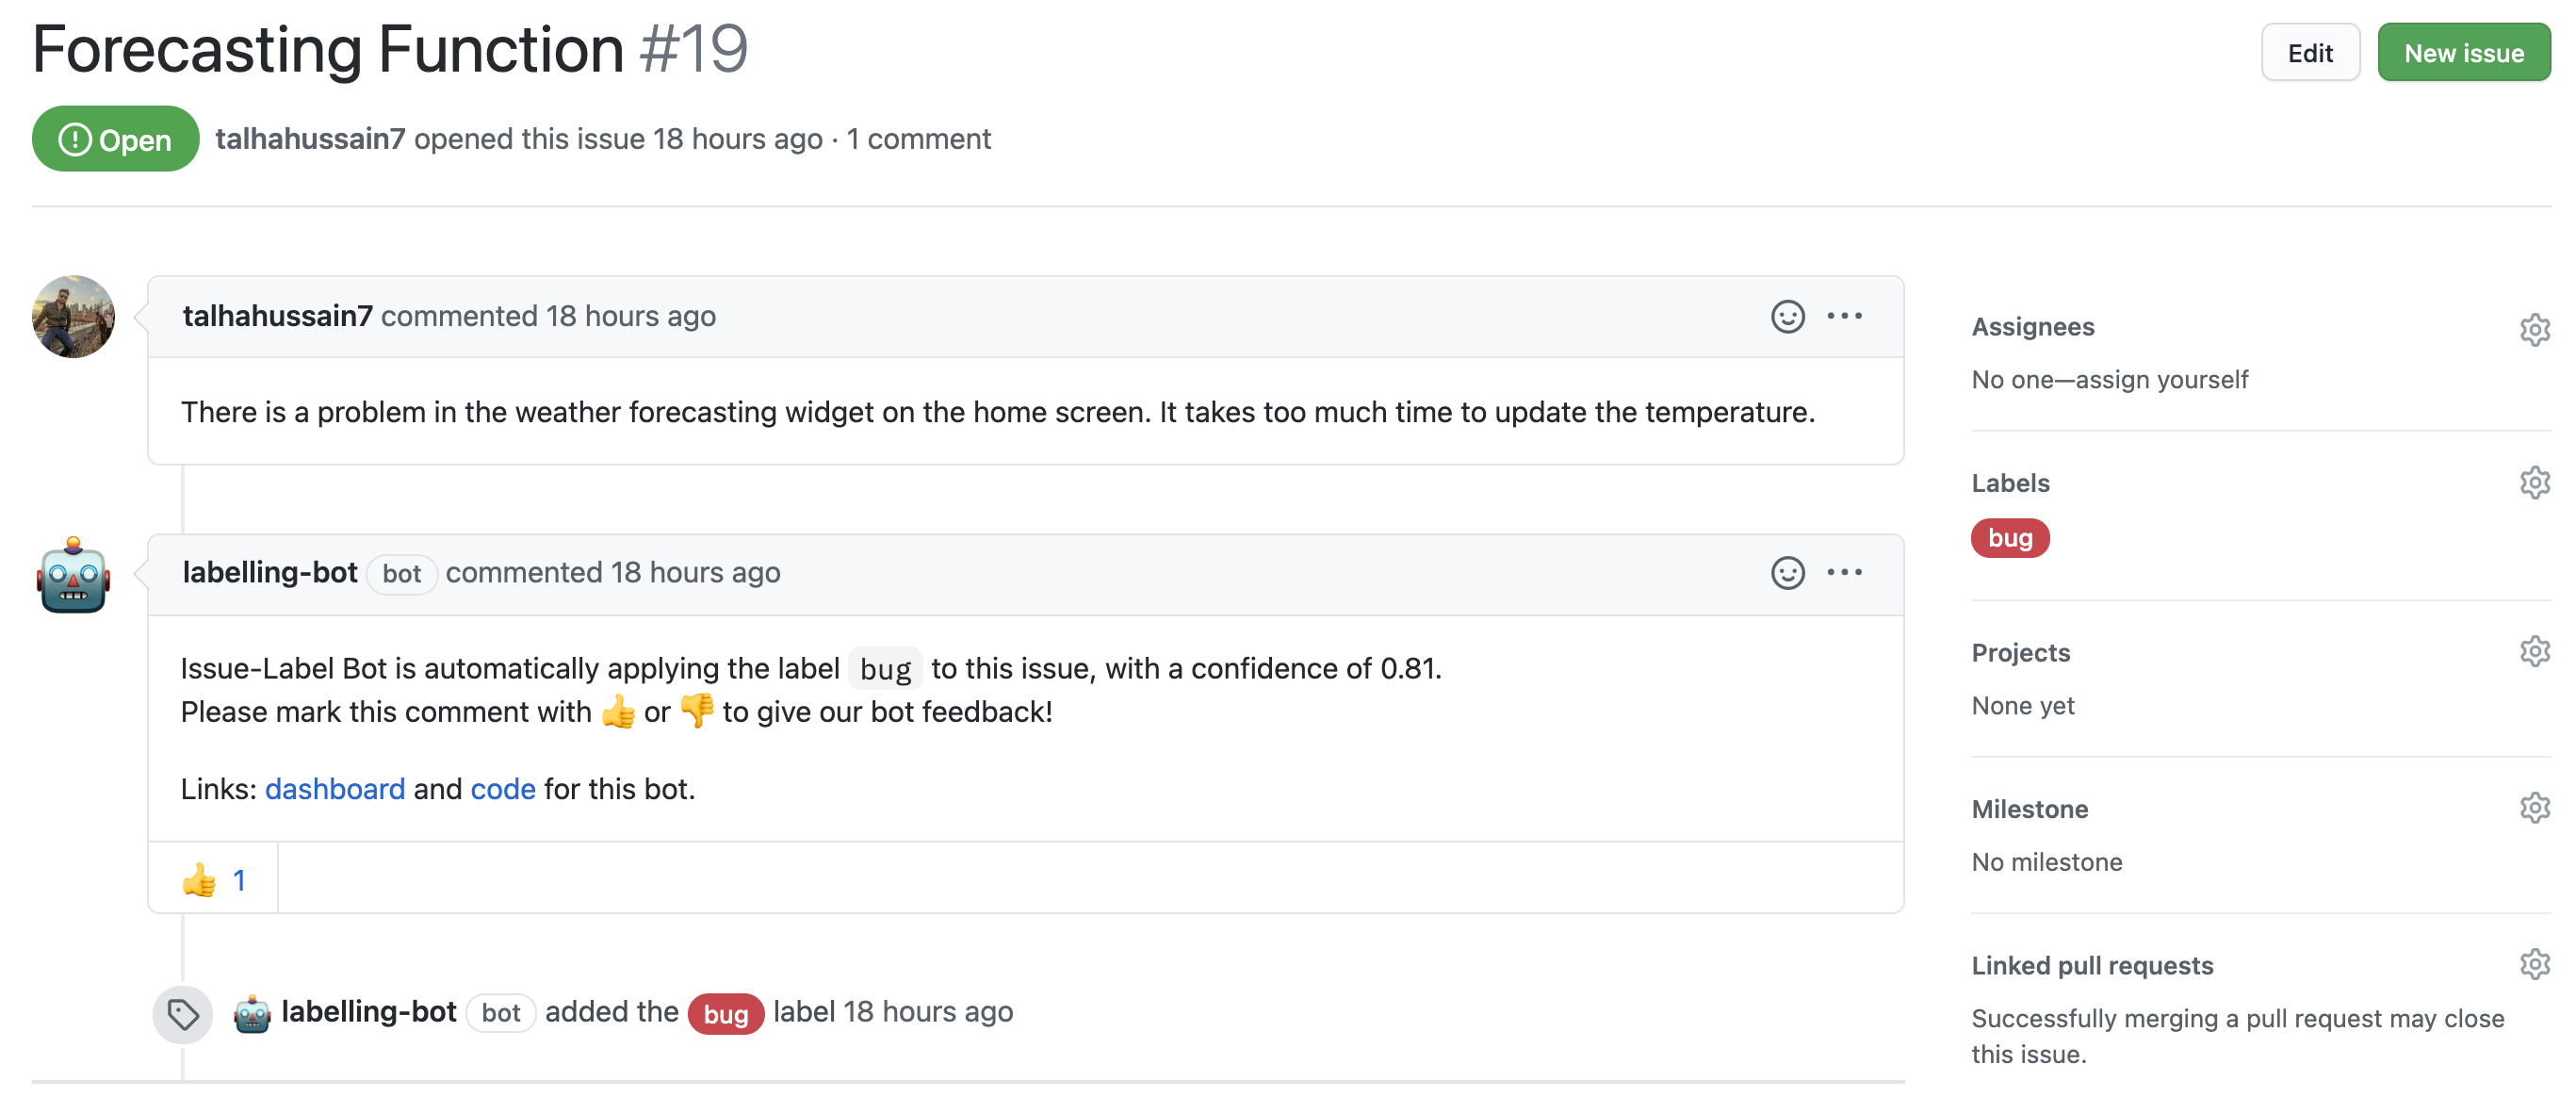 Forecasting Function #19
Edit
New issue
Open
talhahussain7 opened this issue 18 hours ago · 1 comment
talhahussain7 commented 18 hours ago
There is a problem in the weather forecasting widget on the home screen. It takes too much time to update the temperature.
labelling-bot bot commented 18 hours ago
Issue-Label Bot is automatically applying the label bug to this issue, with a confidence of 0.81.
Please mark this comment with 👍 or 👎 to give our bot feedback!
Links: dashboard and code for this bot.
👍 1
labelling-bot bot added the bug label 18 hours ago
Assignees
No one—assign yourself
Labels
bug
Projects
None yet
Milestone
No milestone
Linked pull requests
Successfully merging a pull request may close
this issue.